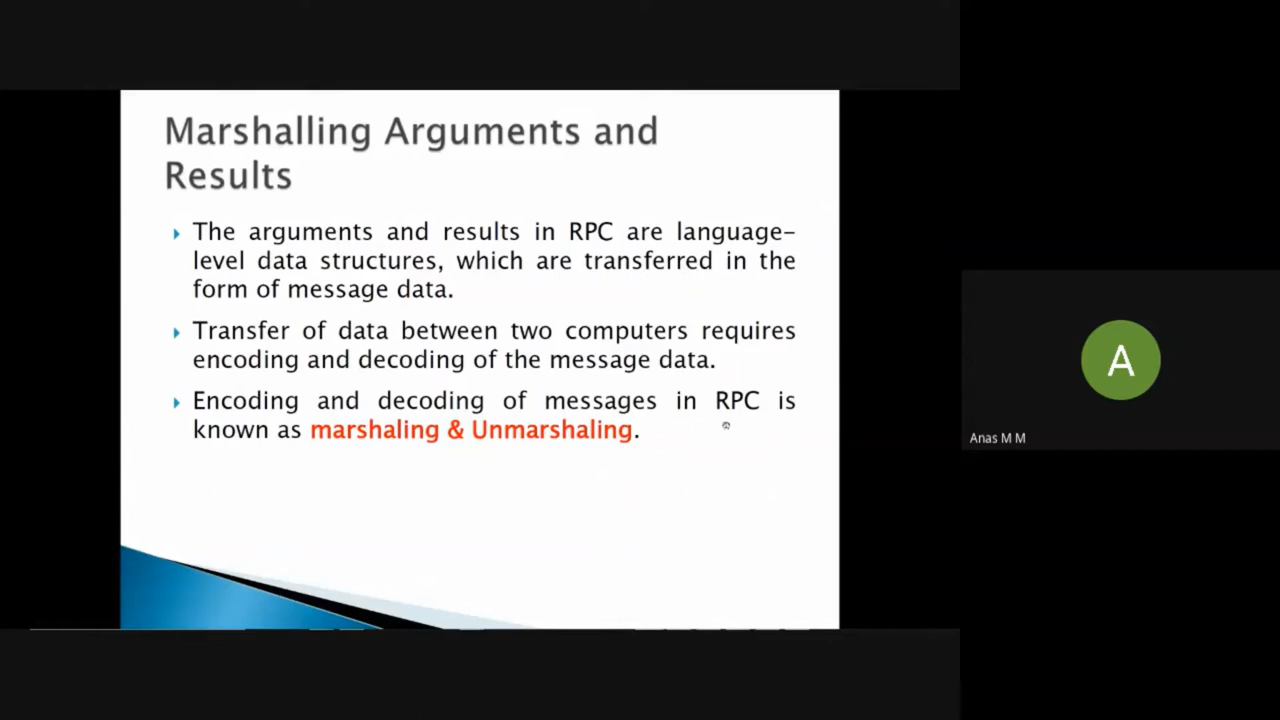 Marshalling Arguments and
Results
The arguments and results in RPC are language-
level data structures, which are transferred in the
form of message data.
Transfer of data between two computers requires
encoding and decoding of the message data.
Encoding and decoding of messages in RPC is
known as marshaling & Unmarshaling.
A
Anas M M